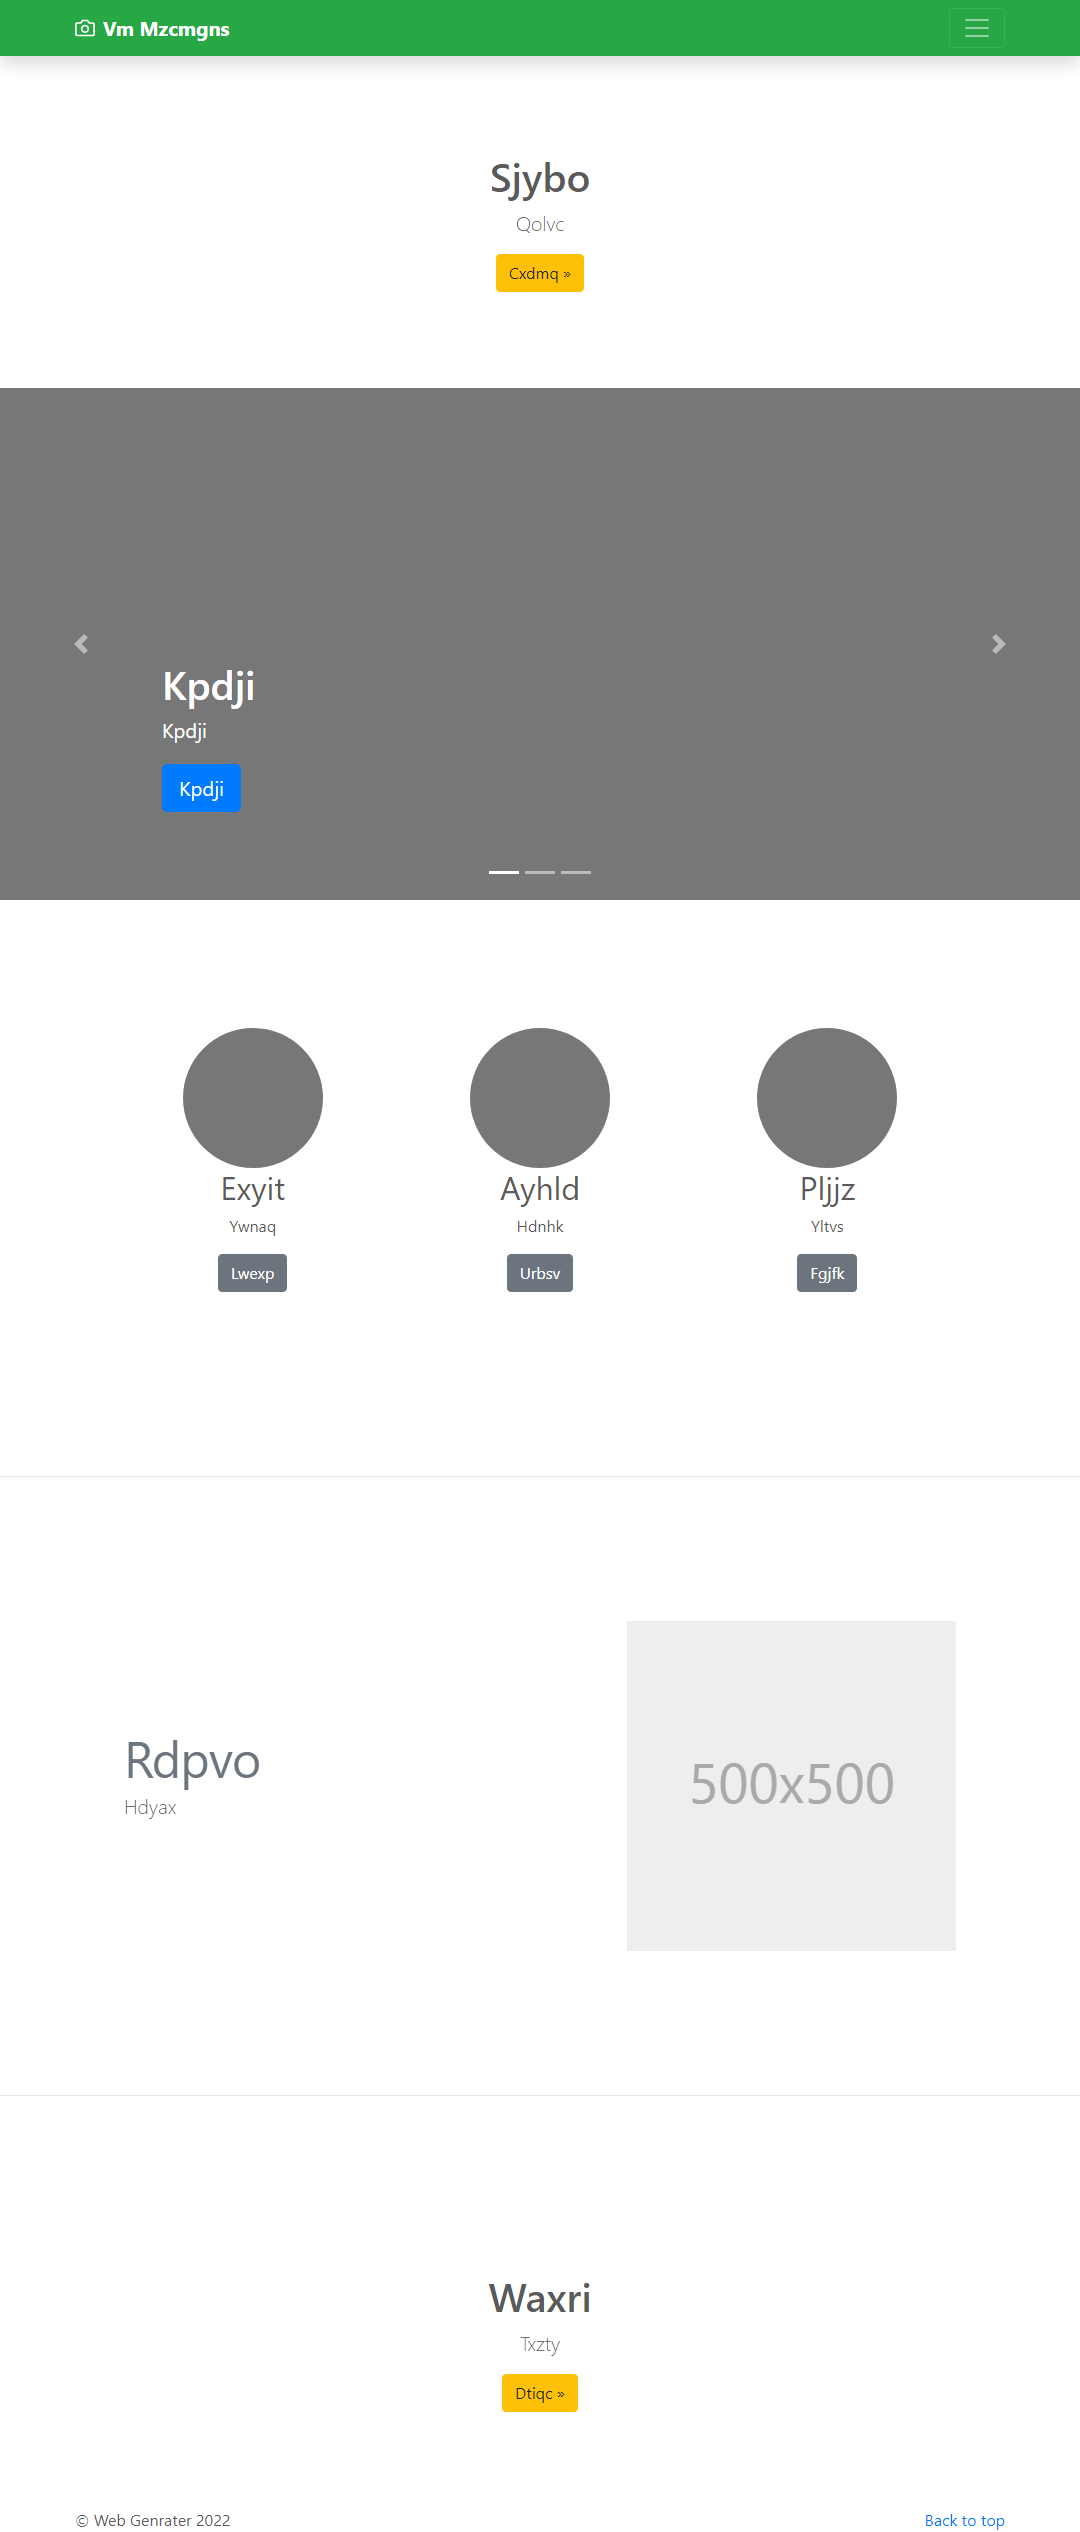 Vm Mzcmgns
Sjybo
Qolvc
Cxdmq »
Kpdji
Kpdji
Kpdji
Exyit
Ayhld
Pljjz
Ywnaq
Hdnhk
Yltvs
Lwexp
Urbsv
Fgjfk
Rdpvo
Hdyax
500x500
Waxri
Txzty
Dtiqc »
© Web Genrater 2022
Back to top